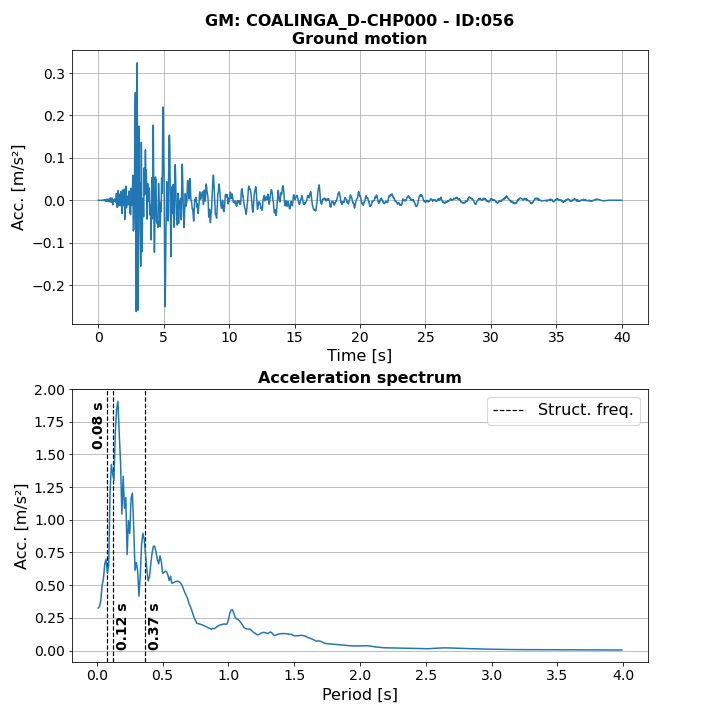 GM: COALINGA_D-CHP000 - ID:056
Ground motion
0.3
0.2
0.1
0.0
−0.1
−0.2
Acc. [m/s²]
0 5 10 15 20 25 30 35 40
Time [s]
Acceleration spectrum
2.00
1.75
1.50
1.25
1.00
0.75
0.50
0.25
0.00
Acc. [m/s²]
Struct. freq.
0.08 s
0.12 s
0.37 s
0.0 0.5 1.0 1.5 2.0 2.5 3.0 3.5 4.0
Period [s]